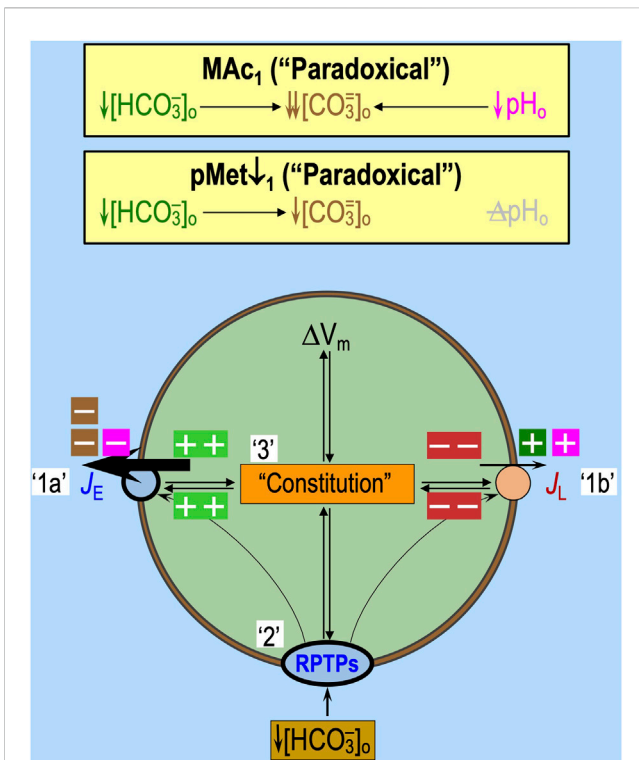 MAc₁ (“Paradoxical”)
↓[HCO₃⁻]ₒ → ↓↓[CO₃⁼]ₒ ← ↓pHₒ
pMet↓₁ (“Paradoxical”)
↓[HCO₃⁻]ₒ → ↓[CO₃⁼]ₒ ΔpHₒ
ΔVₘ
−
− − + + ‘3’ − − + +
‘1a’ J_E “Constitution” J_L ‘1b’
+ + − −
‘2’
RPTPs
↓[HCO₃⁻]ₒ